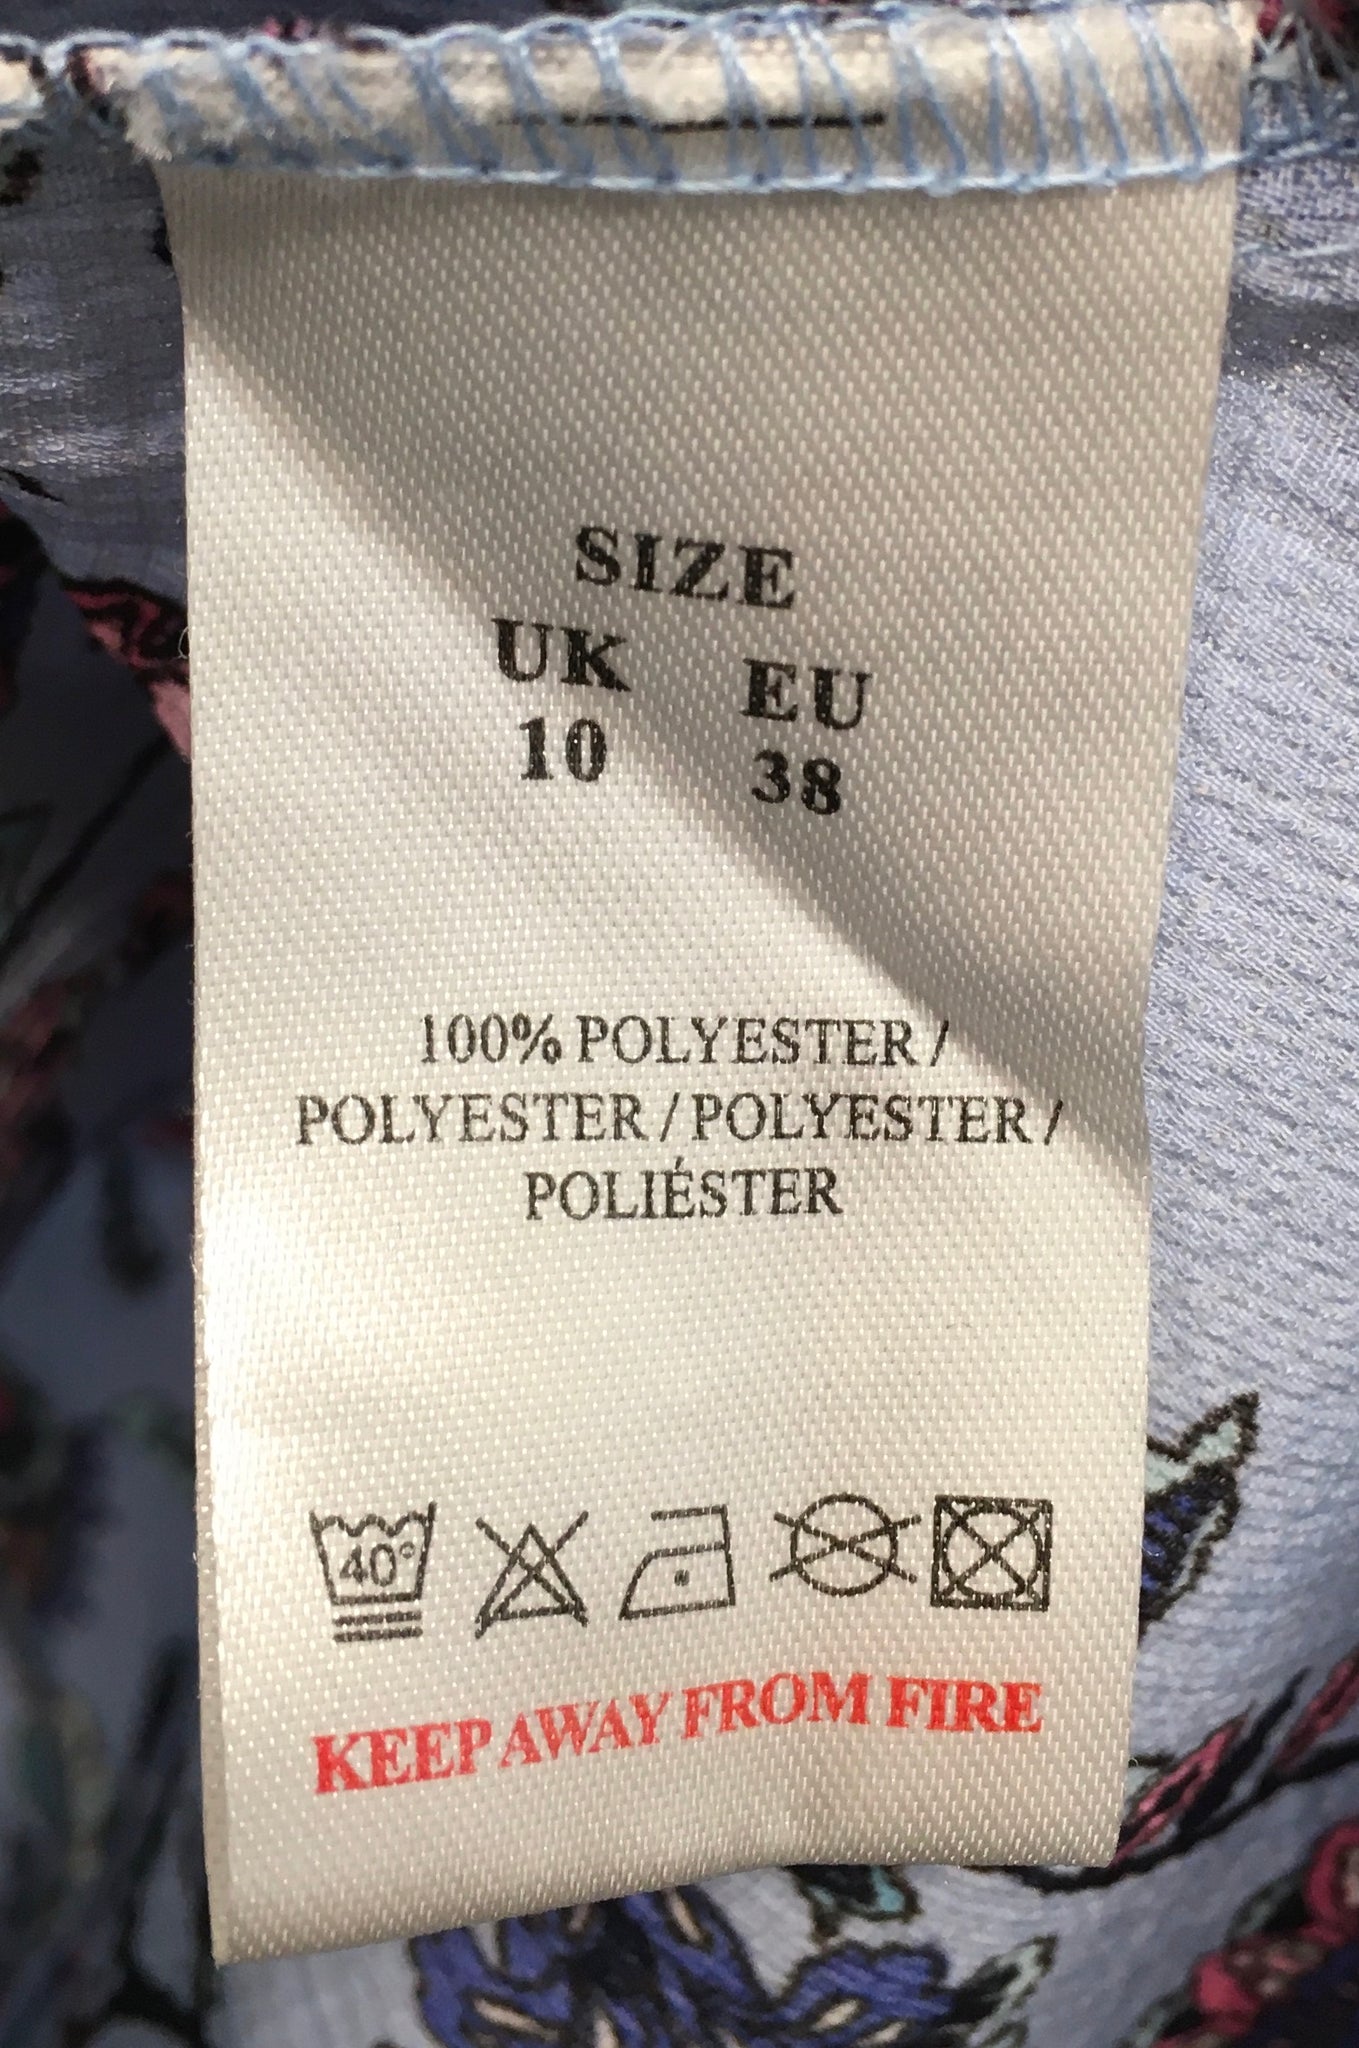 SIZE
UK EU
10 38
100% POLYESTER /
POLYESTER / POLYESTER /
POLIÉSTER
40°
KEEP AWAY FROM FIRE